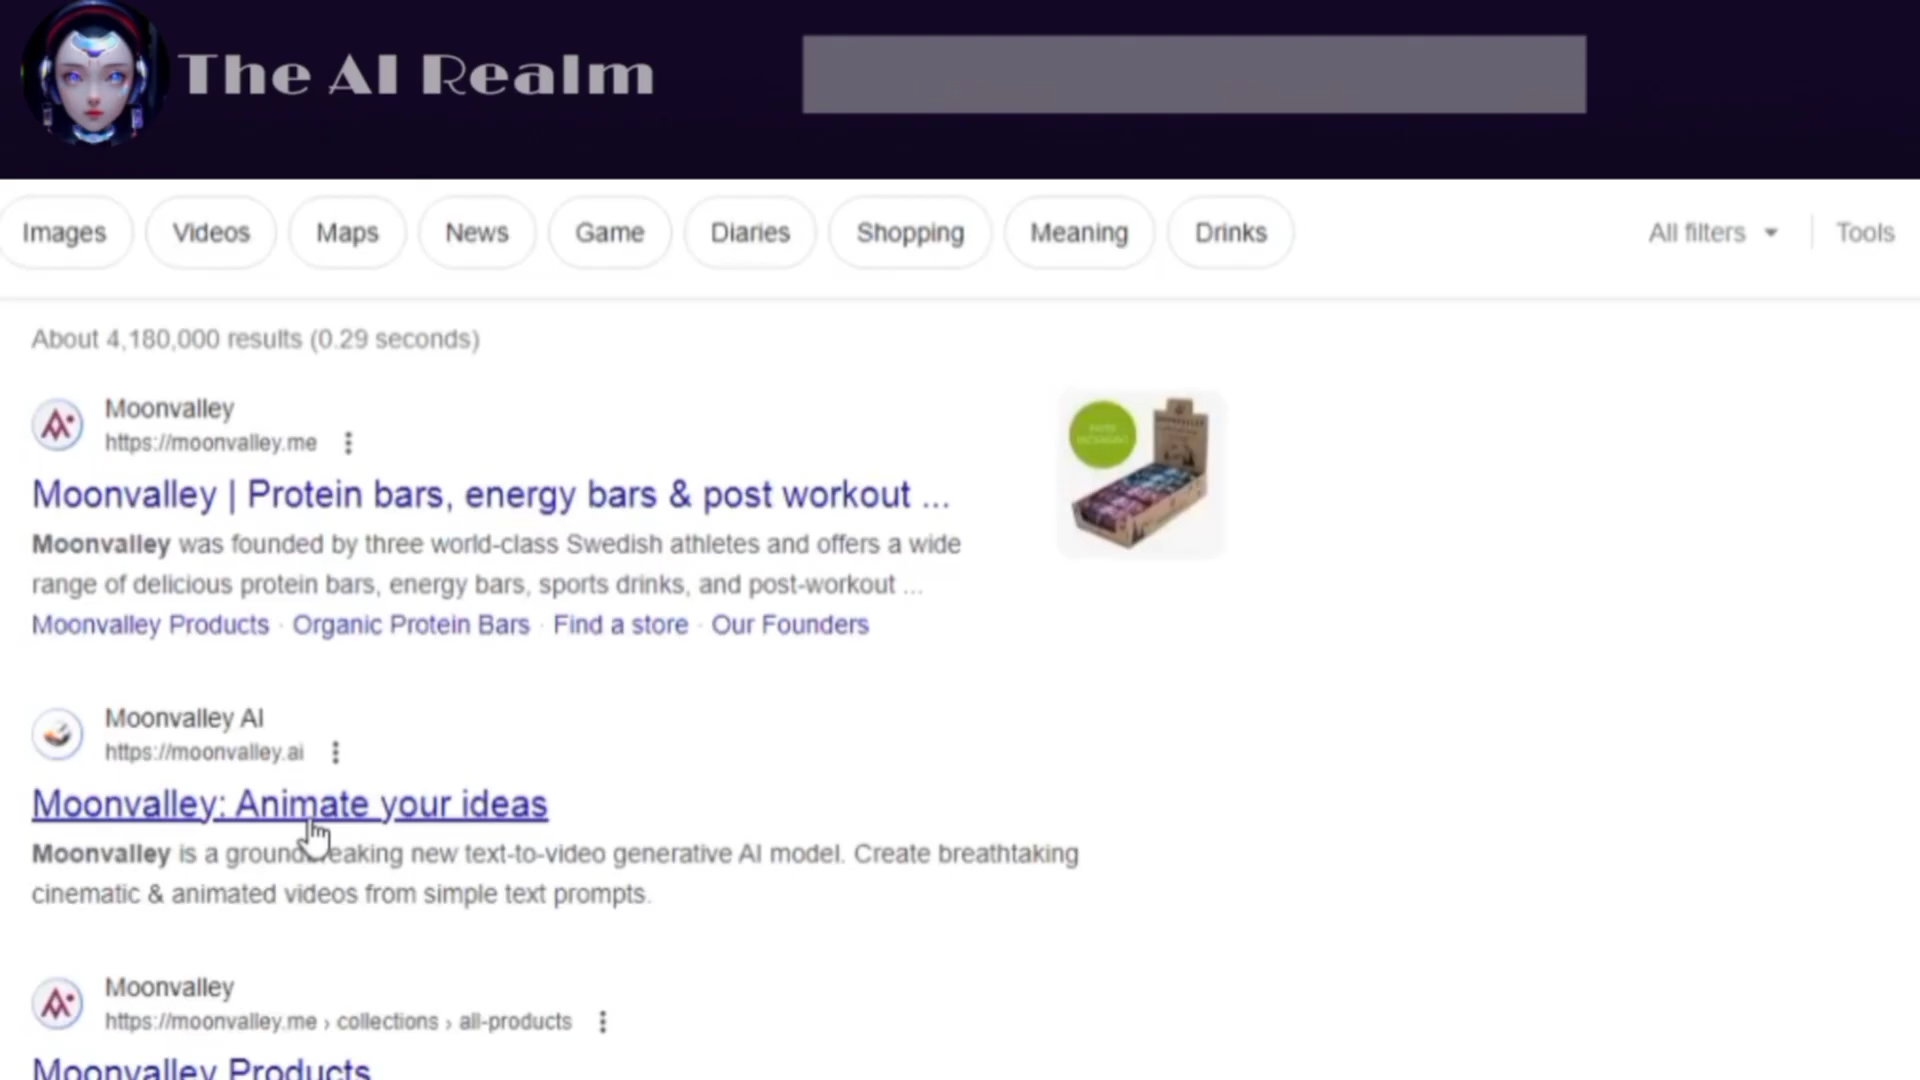 The AI Realm
Images Videos Maps News Game Diaries Shopping Meaning Drinks All filters Tools
About 4,180,000 results (0.29 seconds)
Moonvalley
https://moonvalley.me
Moonvalley | Protein bars, energy bars & post workout ...
Moonvalley was founded by three world-class Swedish athletes and offers a wide
range of delicious protein bars, energy bars, sports drinks, and post-workout ...
Moonvalley Products · Organic Protein Bars · Find a store · Our Founders
Moonvalley AI
https://moonvalley.ai
Moonvalley: Animate your ideas
Moonvalley is a groundbreaking new text-to-video generative AI model. Create breathtaking
cinematic & animated videos from simple text prompts.
Moonvalley
https://moonvalley.me › collections › all-products
Moonvalley Products